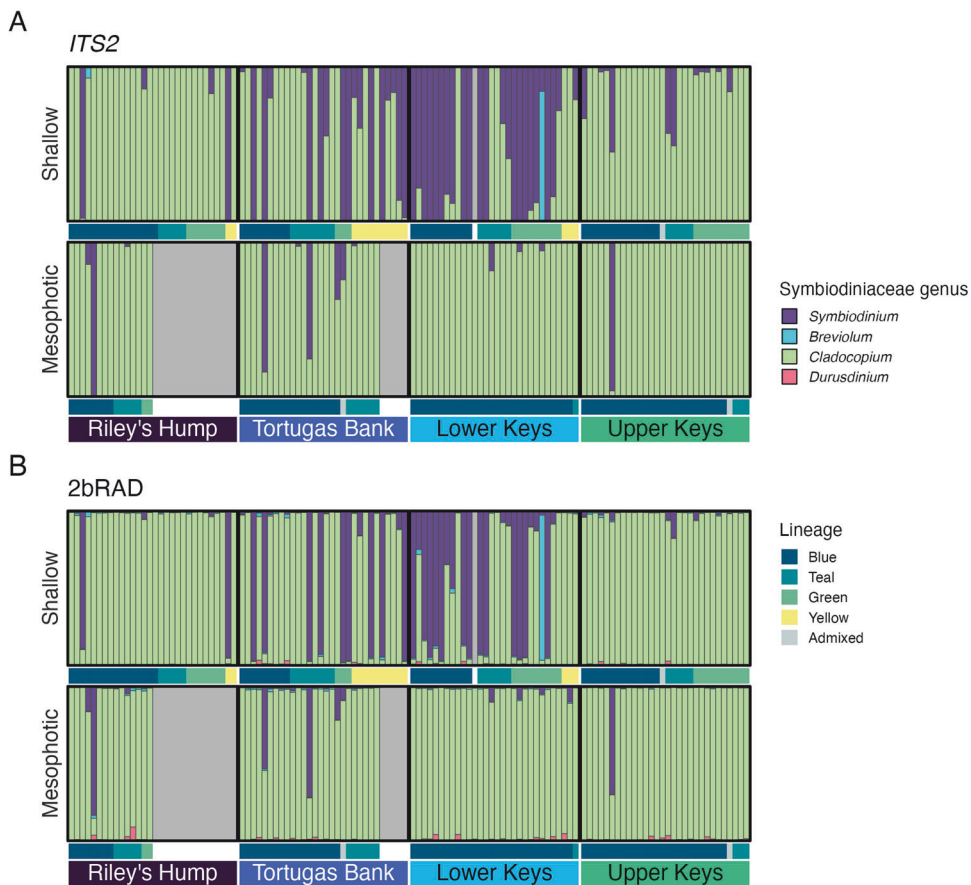 A
ITS2
Shallow
Mesophotic
Riley's Hump
Tortugas Bank
Lower Keys
Upper Keys
Symbiodiniaceae genus
Symbiodinium
Breviolum
Cladocopium
Durusdinium
B
2bRAD
Shallow
Mesophotic
Riley's Hump
Tortugas Bank
Lower Keys
Upper Keys
Lineage
Blue
Teal
Green
Yellow
Admixed